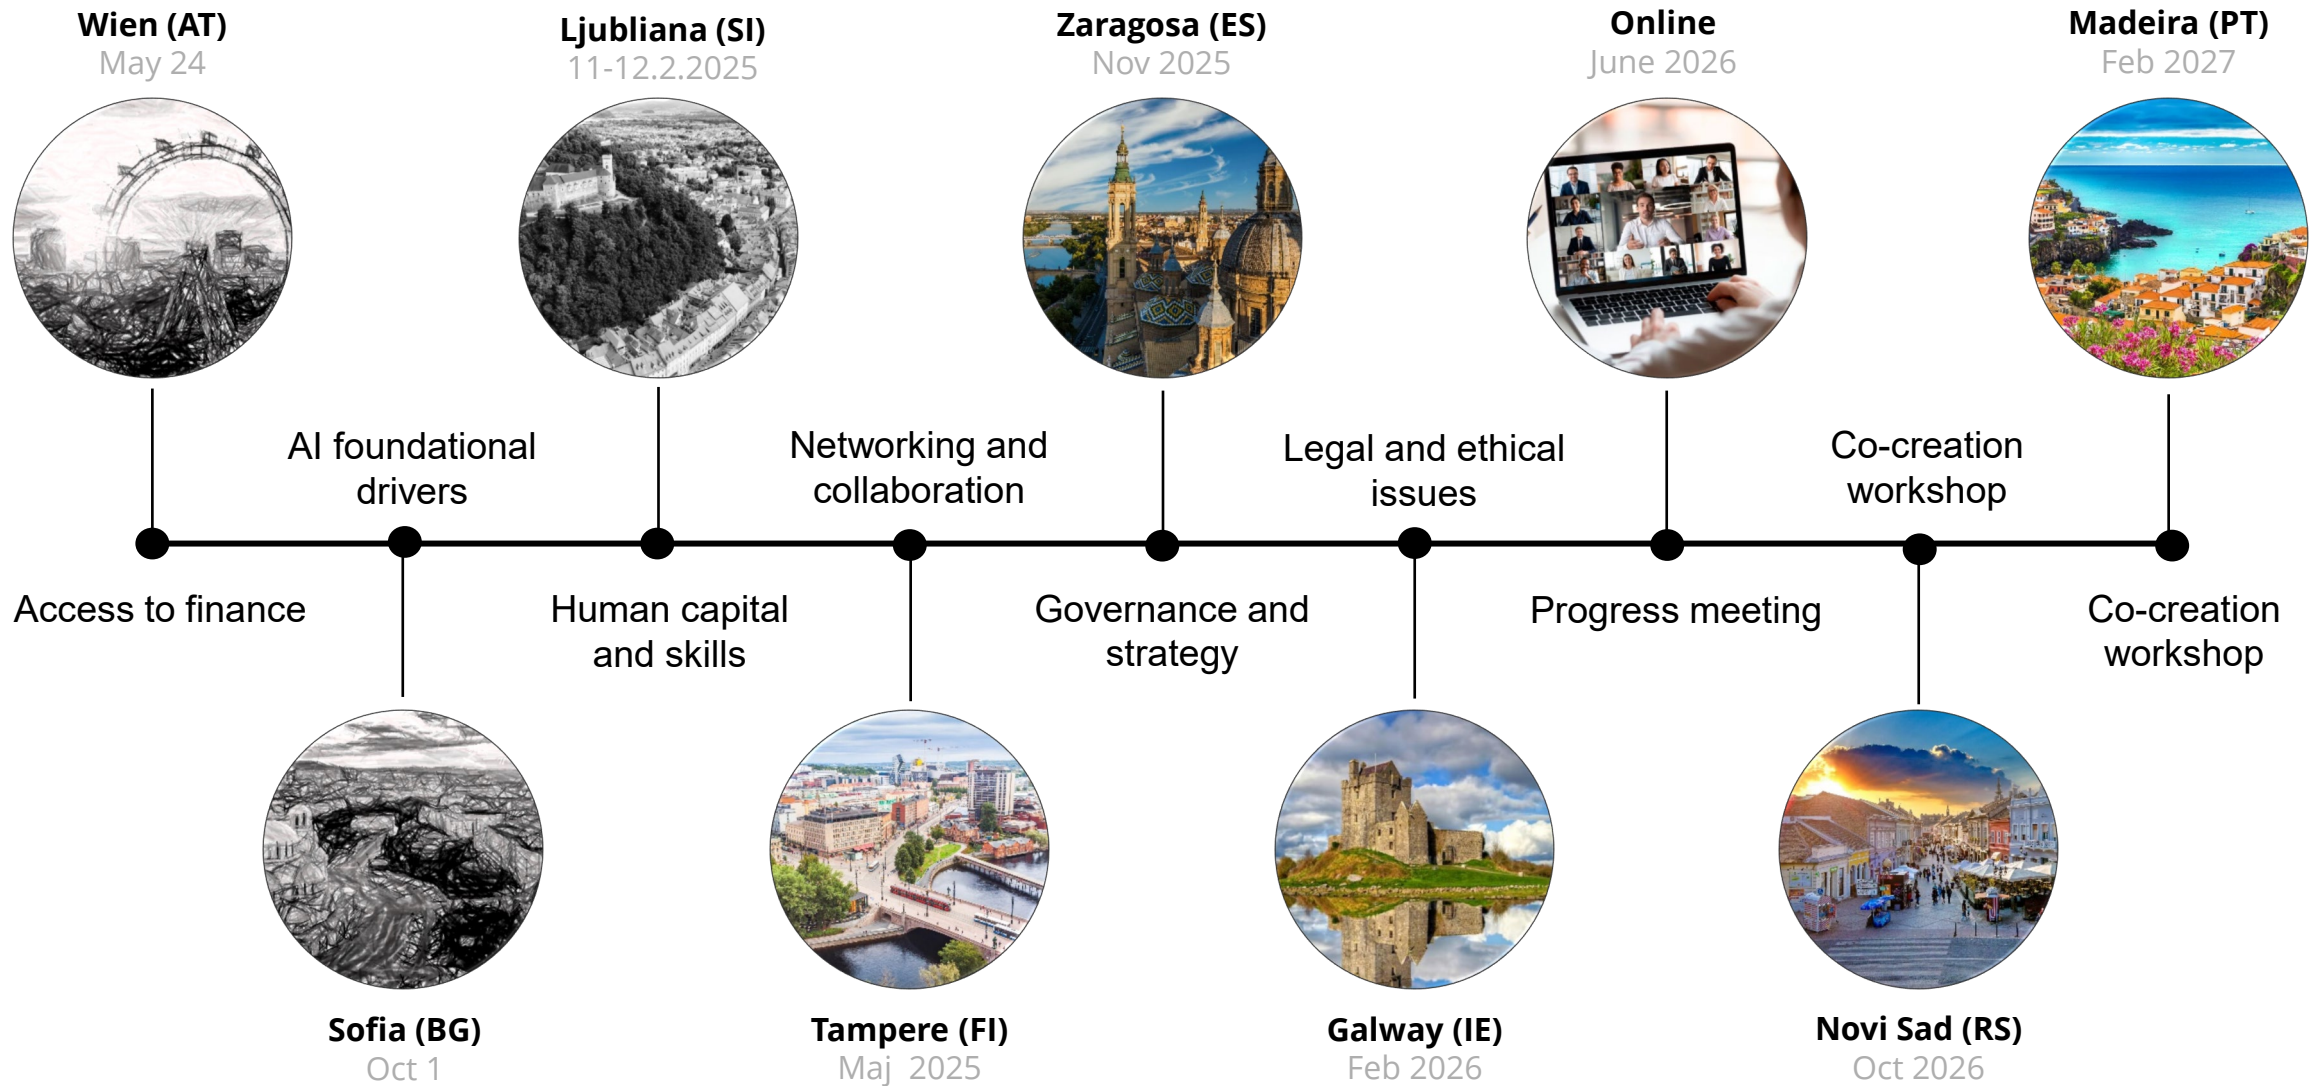 Wien (AT)
May 24
Ljubliana (SI)
11-12.2.2025
Zaragosa (ES)
Nov 2025
Online
June 2026
Madeira (PT)
Feb 2027
AI foundational
drivers
Networking and
collaboration
Legal and ethical
issues
Co-creation
workshop
Access to finance
Human capital
and skills
Governance and
strategy
Progress meeting
Co-creation
workshop
Sofia (BG)
Oct 1
Tampere (FI)
Maj  2025
Galway (IE)
Feb 2026
Novi Sad (RS)
Oct 2026